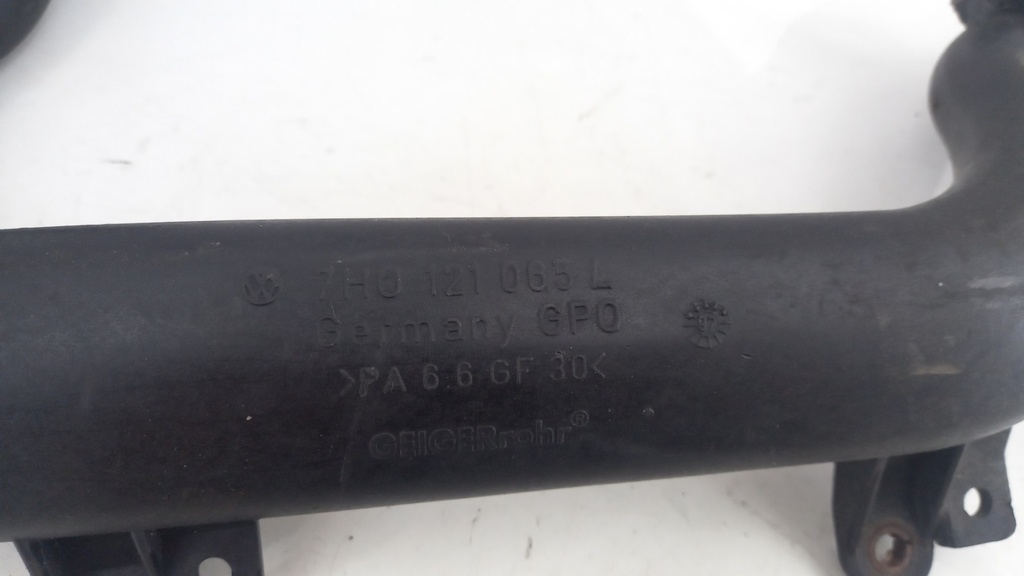 7H0 121 065 L
Germany GPO
>PA 6.6 GF 30<
GEIGERrohr®